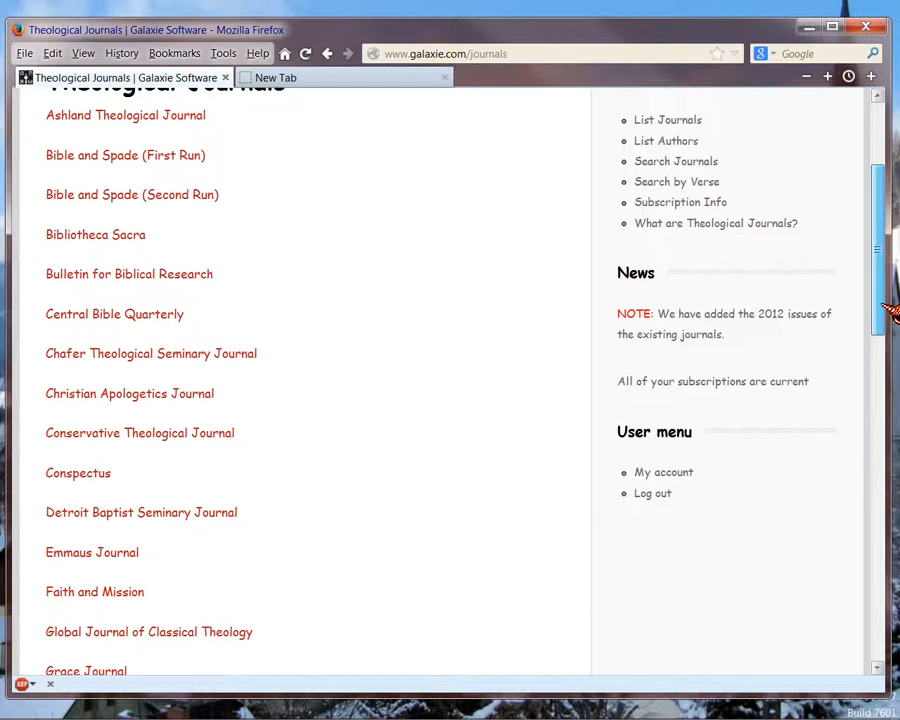 Theological Journals | Galaxie Software - Mozilla Firefox
File Edit View History Bookmarks Tools Help
www.galaxie.com/journals
Google
Theological Journals | Galaxie Software
New Tab
Theological Journals
Ashland Theological Journal
Bible and Spade (First Run)
Bible and Spade (Second Run)
Bibliotheca Sacra
Bulletin for Biblical Research
Central Bible Quarterly
Chafer Theological Seminary Journal
Christian Apologetics Journal
Conservative Theological Journal
Conspectus
Detroit Baptist Seminary Journal
Emmaus Journal
Faith and Mission
Global Journal of Classical Theology
Grace Journal
List Journals
List Authors
Search Journals
Search by Verse
Subscription Info
What are Theological Journals?
News
NOTE: We have added the 2012 issues of
the existing journals.
All of your subscriptions are current
User menu
My account
Log out
ABP
Build 7601